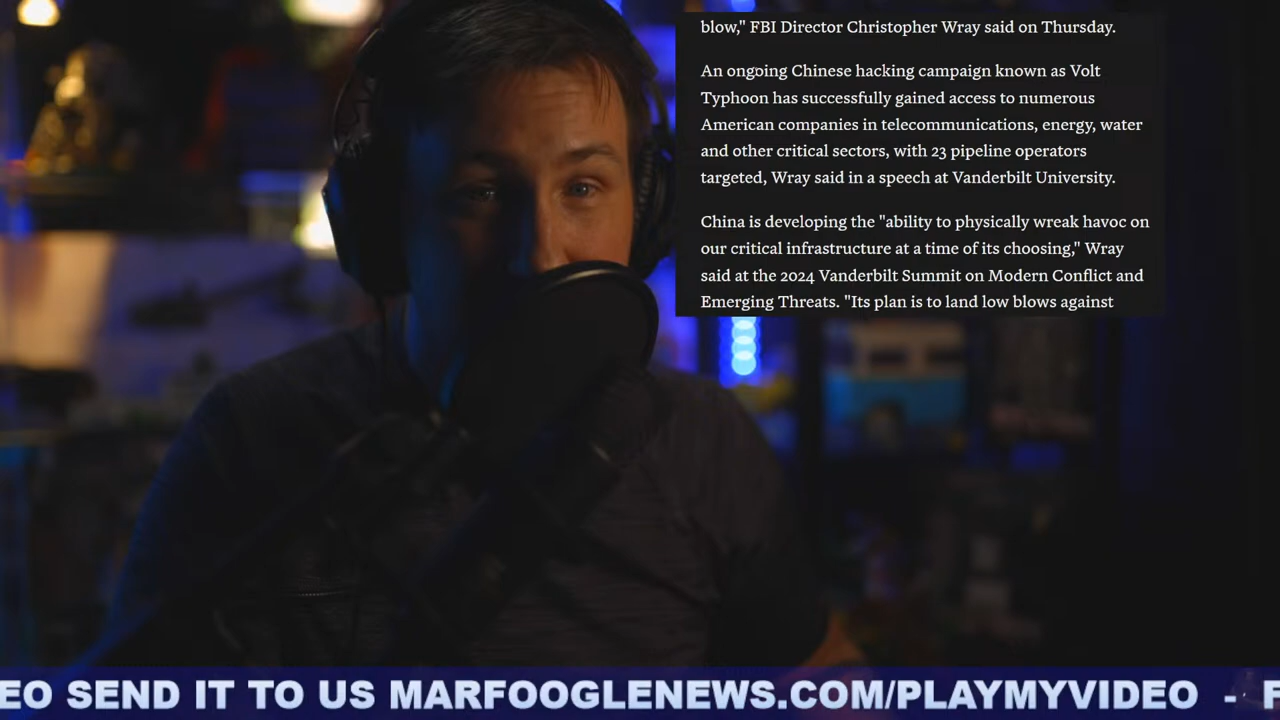 blow," FBI Director Christopher Wray said on Thursday.
An ongoing Chinese hacking campaign known as Volt
Typhoon has successfully gained access to numerous
American companies in telecommunications, energy, water
and other critical sectors, with 23 pipeline operators
targeted, Wray said in a speech at Vanderbilt University.
China is developing the "ability to physically wreak havoc on
our critical infrastructure at a time of its choosing," Wray
said at the 2024 Vanderbilt Summit on Modern Conflict and
Emerging Threats. "Its plan is to land low blows against
EO SEND IT TO US MARFOOGLENEWS.COM/PLAYMYVIDEO - F